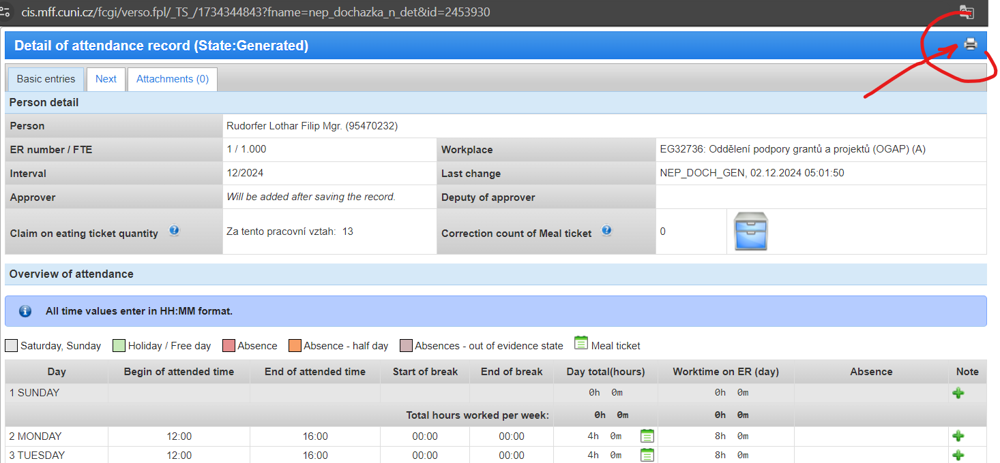 cis.mff.cuni.cz/fcgi/verso.fpl/_TS_/1734344843?fname=nep_dochazka_n_det&id=2453930
Detail of attendance record (State:Generated)
Basic entries Next Attachments (0)
Person detail
Person Rudorfer Lothar Filip Mgr. (95470232)
ER number / FTE 1 / 1.000 Workplace EG32736: Oddělení podpory grantů a projektů (OGAP) (A)
Interval 12/2024 Last change NEP_DOCH_GEN, 02.12.2024 05:01:50
Approver Will be added after saving the record. Deputy of approver
Claim on eating ticket quantity ? Za tento pracovní vztah: 13 Correction count of Meal ticket ? 0
Overview of attendance
i All time values enter in HH:MM format.
Saturday, Sunday Holiday / Free day Absence Absence - half day Absences - out of evidence state Meal ticket
Day Begin of attended time End of attended time Start of break End of break Day total(hours) Worktime on ER (day) Absence Note
1 SUNDAY 0h 0m 0h 0m
Total hours worked per week: 0h 0m 0h 0m
2 MONDAY 12:00 16:00 00:00 00:00 4h 0m 8h 0m
3 TUESDAY 12:00 16:00 00:00 00:00 4h 0m 8h 0m